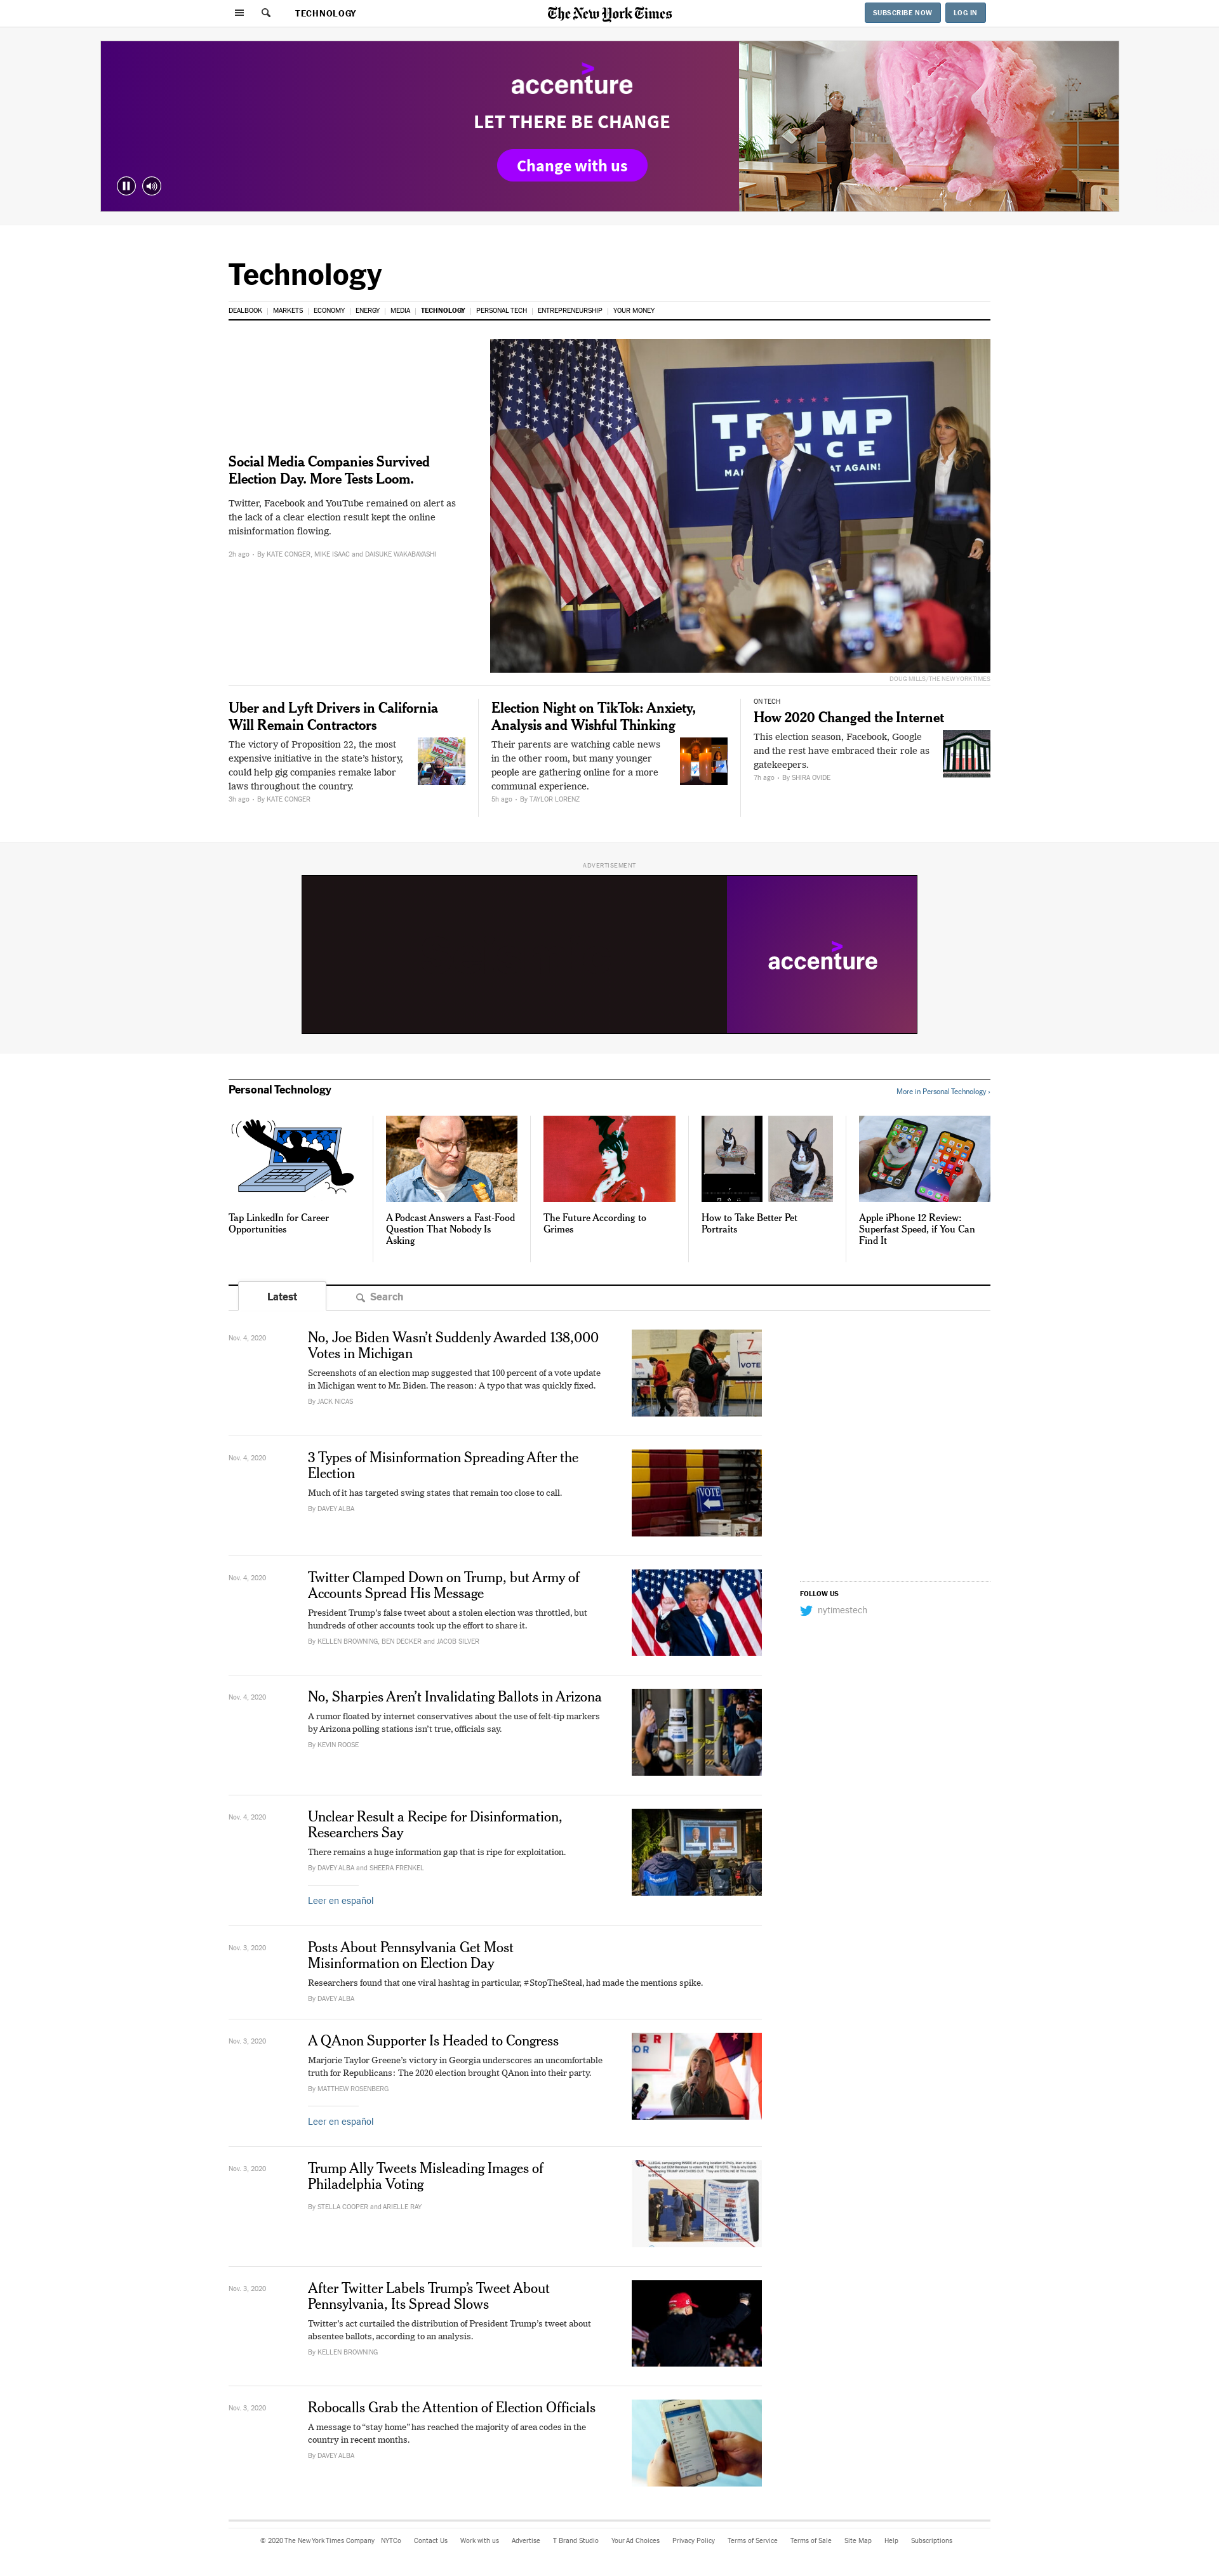 TECHNOLOGY
The New York Times
SUBSCRIBE NOW
LOG IN
accenture
LET THERE BE CHANGE
Change with us
Technology
DEALBOOK | MARKETS | ECONOMY | ENERGY | MEDIA | TECHNOLOGY | PERSONAL TECH | ENTREPRENEURSHIP | YOUR MONEY
TRUMP
PENCE
AGAIN!
Social Media Companies Survived
Election Day. More Tests Loom.
Twitter, Facebook and YouTube remained on alert as
the lack of a clear election result kept the online
misinformation flowing.
2h ago • By KATE CONGER, MIKE ISAAC and DAISUKE WAKABAYASHI
DOUG MILLS/THE NEW YORK TIMES
Uber and Lyft Drivers in California
Will Remain Contractors
The victory of Proposition 22, the most
expensive initiative in the state’s history,
could help gig companies remake labor
laws throughout the country.
3h ago • By KATE CONGER
Election Night on TikTok: Anxiety,
Analysis and Wishful Thinking
Their parents are watching cable news
in the other room, but many younger
people are gathering online for a more
communal experience.
5h ago • By TAYLOR LORENZ
ON TECH
How 2020 Changed the Internet
This election season, Facebook, Google
and the rest have embraced their role as
gatekeepers.
7h ago • By SHIRA OVIDE
ADVERTISEMENT
accenture
Personal Technology
More in Personal Technology ›
Tap LinkedIn for Career
Opportunities
A Podcast Answers a Fast-Food
Question That Nobody Is
Asking
The Future According to
Grimes
How to Take Better Pet
Portraits
Apple iPhone 12 Review:
Superfast Speed, if You Can
Find It
Latest
Search
Nov. 4, 2020
No, Joe Biden Wasn’t Suddenly Awarded 138,000
Votes in Michigan
Screenshots of an election map suggested that 100 percent of a vote update
in Michigan went to Mr. Biden. The reason: A typo that was quickly fixed.
By JACK NICAS
7
VOTE
Nov. 4, 2020
3 Types of Misinformation Spreading After the
Election
Much of it has targeted swing states that remain too close to call.
By DAVEY ALBA
VOTE
Nov. 4, 2020
Twitter Clamped Down on Trump, but Army of
Accounts Spread His Message
President Trump’s false tweet about a stolen election was throttled, but
hundreds of other accounts took up the effort to share it.
By KELLEN BROWNING, BEN DECKER and JACOB SILVER
FOLLOW US
nytimestech
Nov. 4, 2020
No, Sharpies Aren’t Invalidating Ballots in Arizona
A rumor floated by internet conservatives about the use of felt-tip markers
by Arizona polling stations isn’t true, officials say.
By KEVIN ROOSE
Nov. 4, 2020
Unclear Result a Recipe for Disinformation,
Researchers Say
There remains a huge information gap that is ripe for exploitation.
By DAVEY ALBA and SHEERA FRENKEL
Leer en español
Nov. 3, 2020
Posts About Pennsylvania Get Most
Misinformation on Election Day
Researchers found that one viral hashtag in particular, #StopTheSteal, had made the mentions spike.
By DAVEY ALBA
Nov. 3, 2020
A QAnon Supporter Is Headed to Congress
Marjorie Taylor Greene’s victory in Georgia underscores an uncomfortable
truth for Republicans: The 2020 election brought QAnon into their party.
By MATTHEW ROSENBERG
Leer en español
Nov. 3, 2020
Trump Ally Tweets Misleading Images of
Philadelphia Voting
By STELLA COOPER and ARIELLE RAY
Nov. 3, 2020
After Twitter Labels Trump’s Tweet About
Pennsylvania, Its Spread Slows
Twitter’s act curtailed the distribution of President Trump’s tweet about
absentee ballots, according to an analysis.
By KELLEN BROWNING
Nov. 3, 2020
Robocalls Grab the Attention of Election Officials
A message to “stay home” has reached the majority of area codes in the
country in recent months.
By DAVEY ALBA
© 2020 The New York Times Company NYTCo Contact Us Work with us Advertise T Brand Studio Your Ad Choices Privacy Policy Terms of Service Terms of Sale Site Map Help Subscriptions